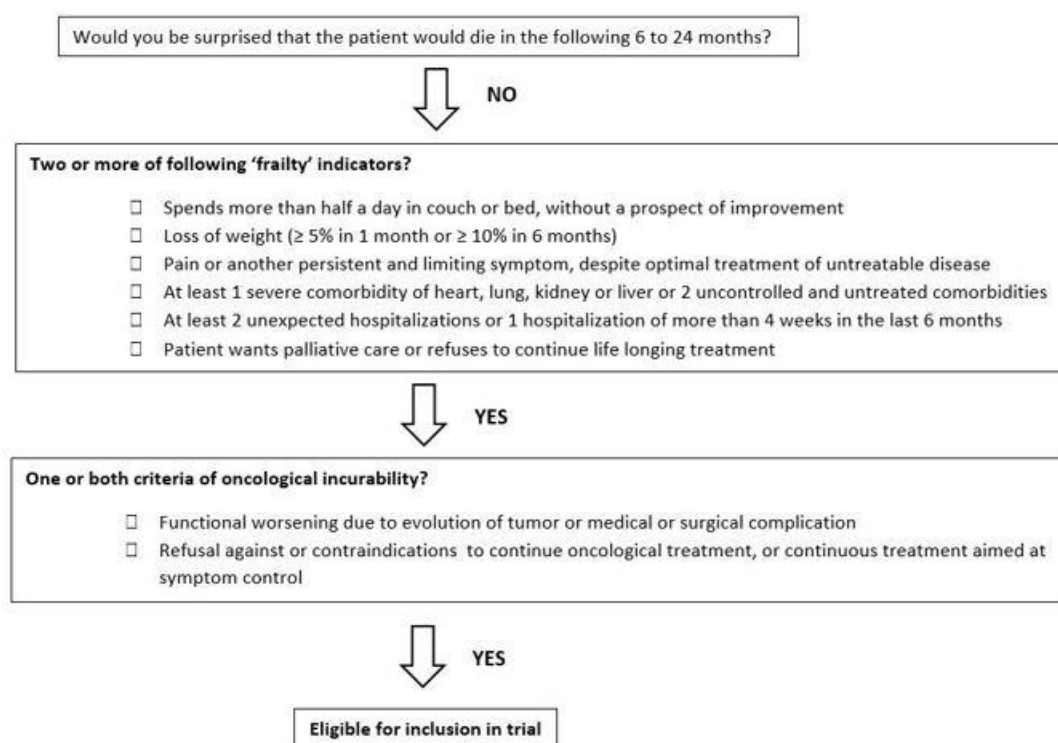 Would you be surprised that the patient would die in the following 6 to 24 months?
NO
Two or more of following ‘frailty’ indicators?
Spends more than half a day in couch or bed, without a prospect of improvement
Loss of weight (≥ 5% in 1 month or ≥ 10% in 6 months)
Pain or another persistent and limiting symptom, despite optimal treatment of untreatable disease
At least 1 severe comorbidity of heart, lung, kidney or liver or 2 uncontrolled and untreated comorbidities
At least 2 unexpected hospitalizations or 1 hospitalization of more than 4 weeks in the last 6 months
Patient wants palliative care or refuses to continue life longing treatment
YES
One or both criteria of oncological incurability?
Functional worsening due to evolution of tumor or medical or surgical complication
Refusal against or contraindications to continue oncological treatment, or continuous treatment aimed at
symptom control
YES
Eligible for inclusion in trial